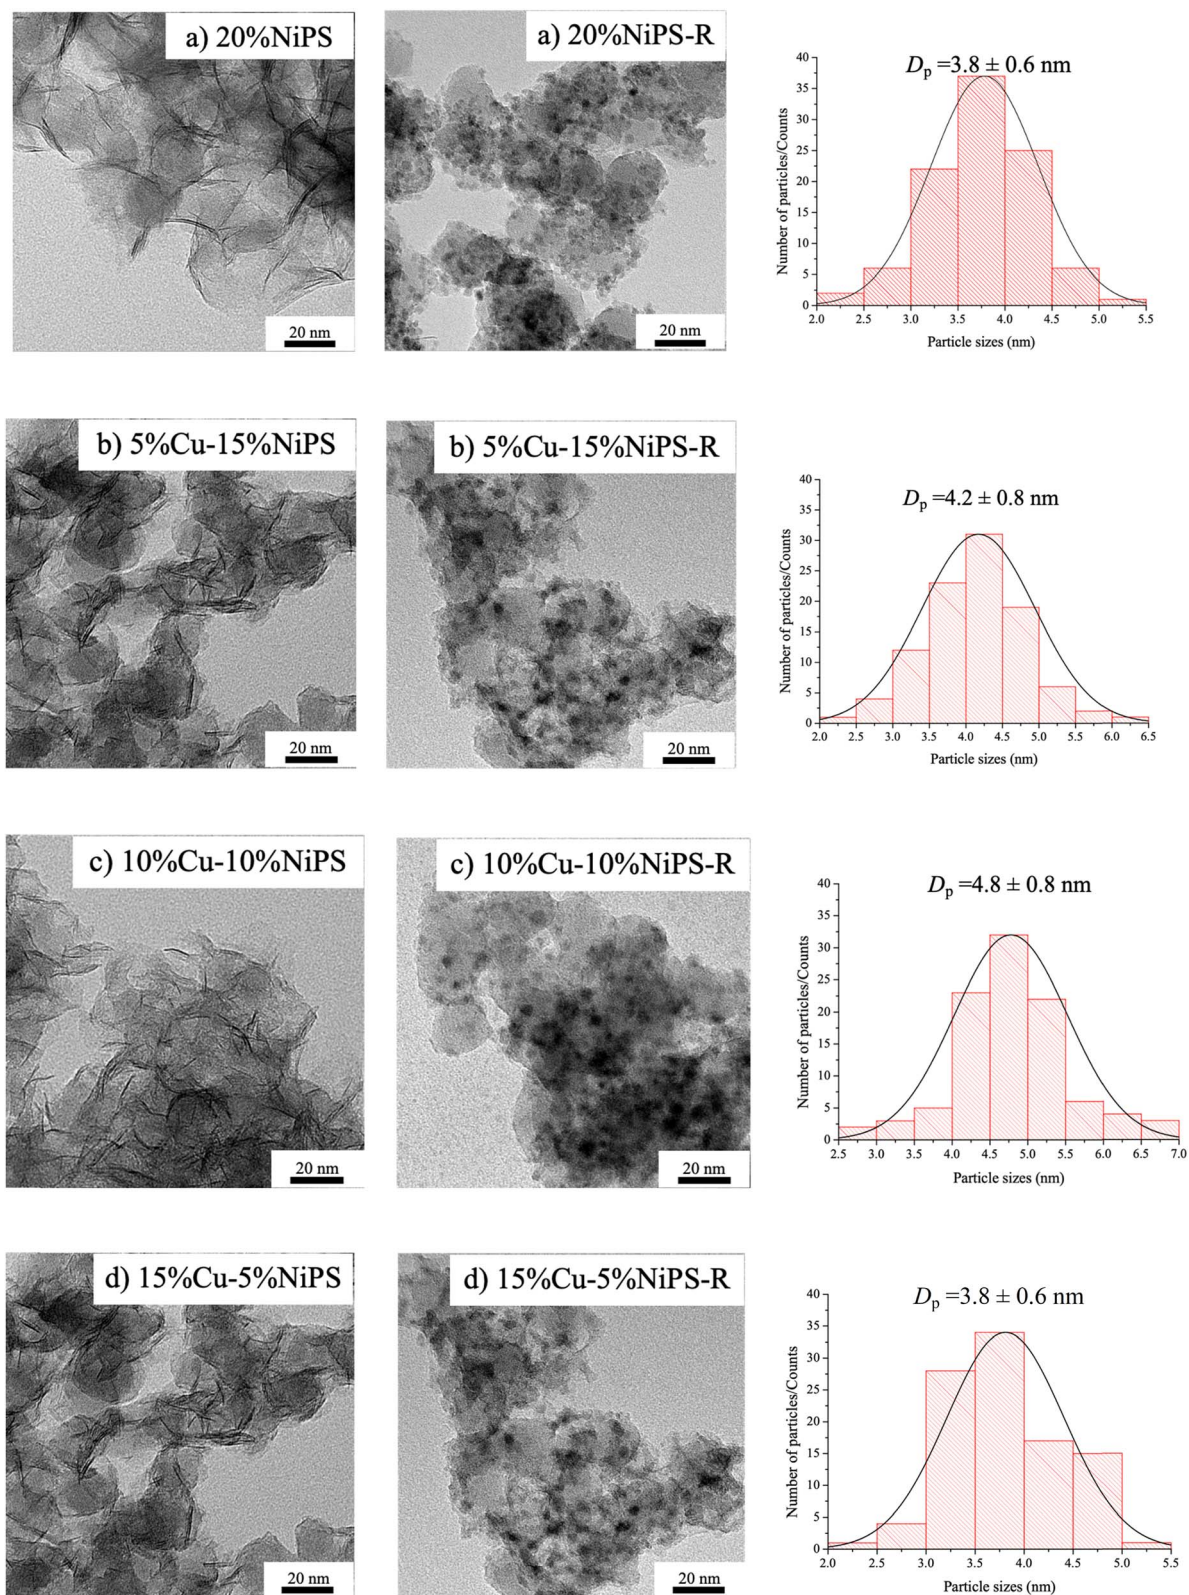 a) 20%NiPS
20 nm
a) 20%NiPS-R
20 nm
Dp =3.8 ± 0.6 nm
Number of particles/Counts
40
35
30
25
20
15
10
5
0
2.0 2.5 3.0 3.5 4.0 4.5 5.0 5.5
Particle sizes (nm)
b) 5%Cu-15%NiPS
20 nm
b) 5%Cu-15%NiPS-R
20 nm
Dp =4.2 ± 0.8 nm
Number of particles/Counts
40
35
30
25
20
15
10
5
0
2.0 2.5 3.0 3.5 4.0 4.5 5.0 5.5 6.0 6.5
Particle sizes (nm)
c) 10%Cu-10%NiPS
20 nm
c) 10%Cu-10%NiPS-R
20 nm
Dp =4.8 ± 0.8 nm
Number of particles/Counts
40
35
30
25
20
15
10
5
0
2.5 3.0 3.5 4.0 4.5 5.0 5.5 6.0 6.5 7.0
Particle sizes (nm)
d) 15%Cu-5%NiPS
20 nm
d) 15%Cu-5%NiPS-R
20 nm
Dp =3.8 ± 0.6 nm
Number of particles/Counts
40
35
30
25
20
15
10
5
0
2.0 2.5 3.0 3.5 4.0 4.5 5.0 5.5
Particle sizes (nm)